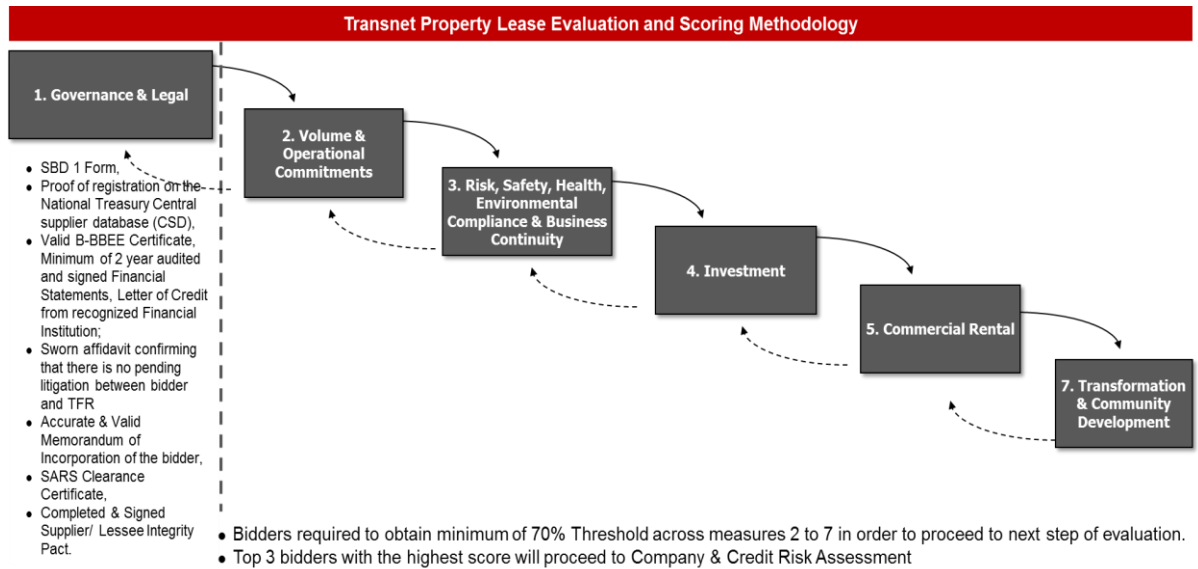 Transnet Property Lease Evaluation and Scoring Methodology
1. Governance & Legal
2. Volume &
Operational
Commitments
3. Risk, Safety, Health,
Environmental
Compliance & Business
Continuity
4. Investment
5. Commercial Rental
7. Transformation
& Community
Development
• SBD 1 Form,
• Proof of registration on the
National Treasury Central
supplier database (CSD),
• Valid B-BBEE Certificate,
Minimum of 2 year audited
and signed Financial
Statements, Letter of Credit
from recognized Financial
Institution;
• Sworn affidavit confirming
that there is no pending
litigation between bidder
and TFR
• Accurate & Valid
Memorandum of
Incorporation of the bidder,
• SARS Clearance
Certificate,
• Completed & Signed
Supplier/ Lessee Integrity
Pact.
• Bidders required to obtain minimum of 70% Threshold across measures 2 to 7 in order to proceed to next step of evaluation.
• Top 3 bidders with the highest score will proceed to Company & Credit Risk Assessment